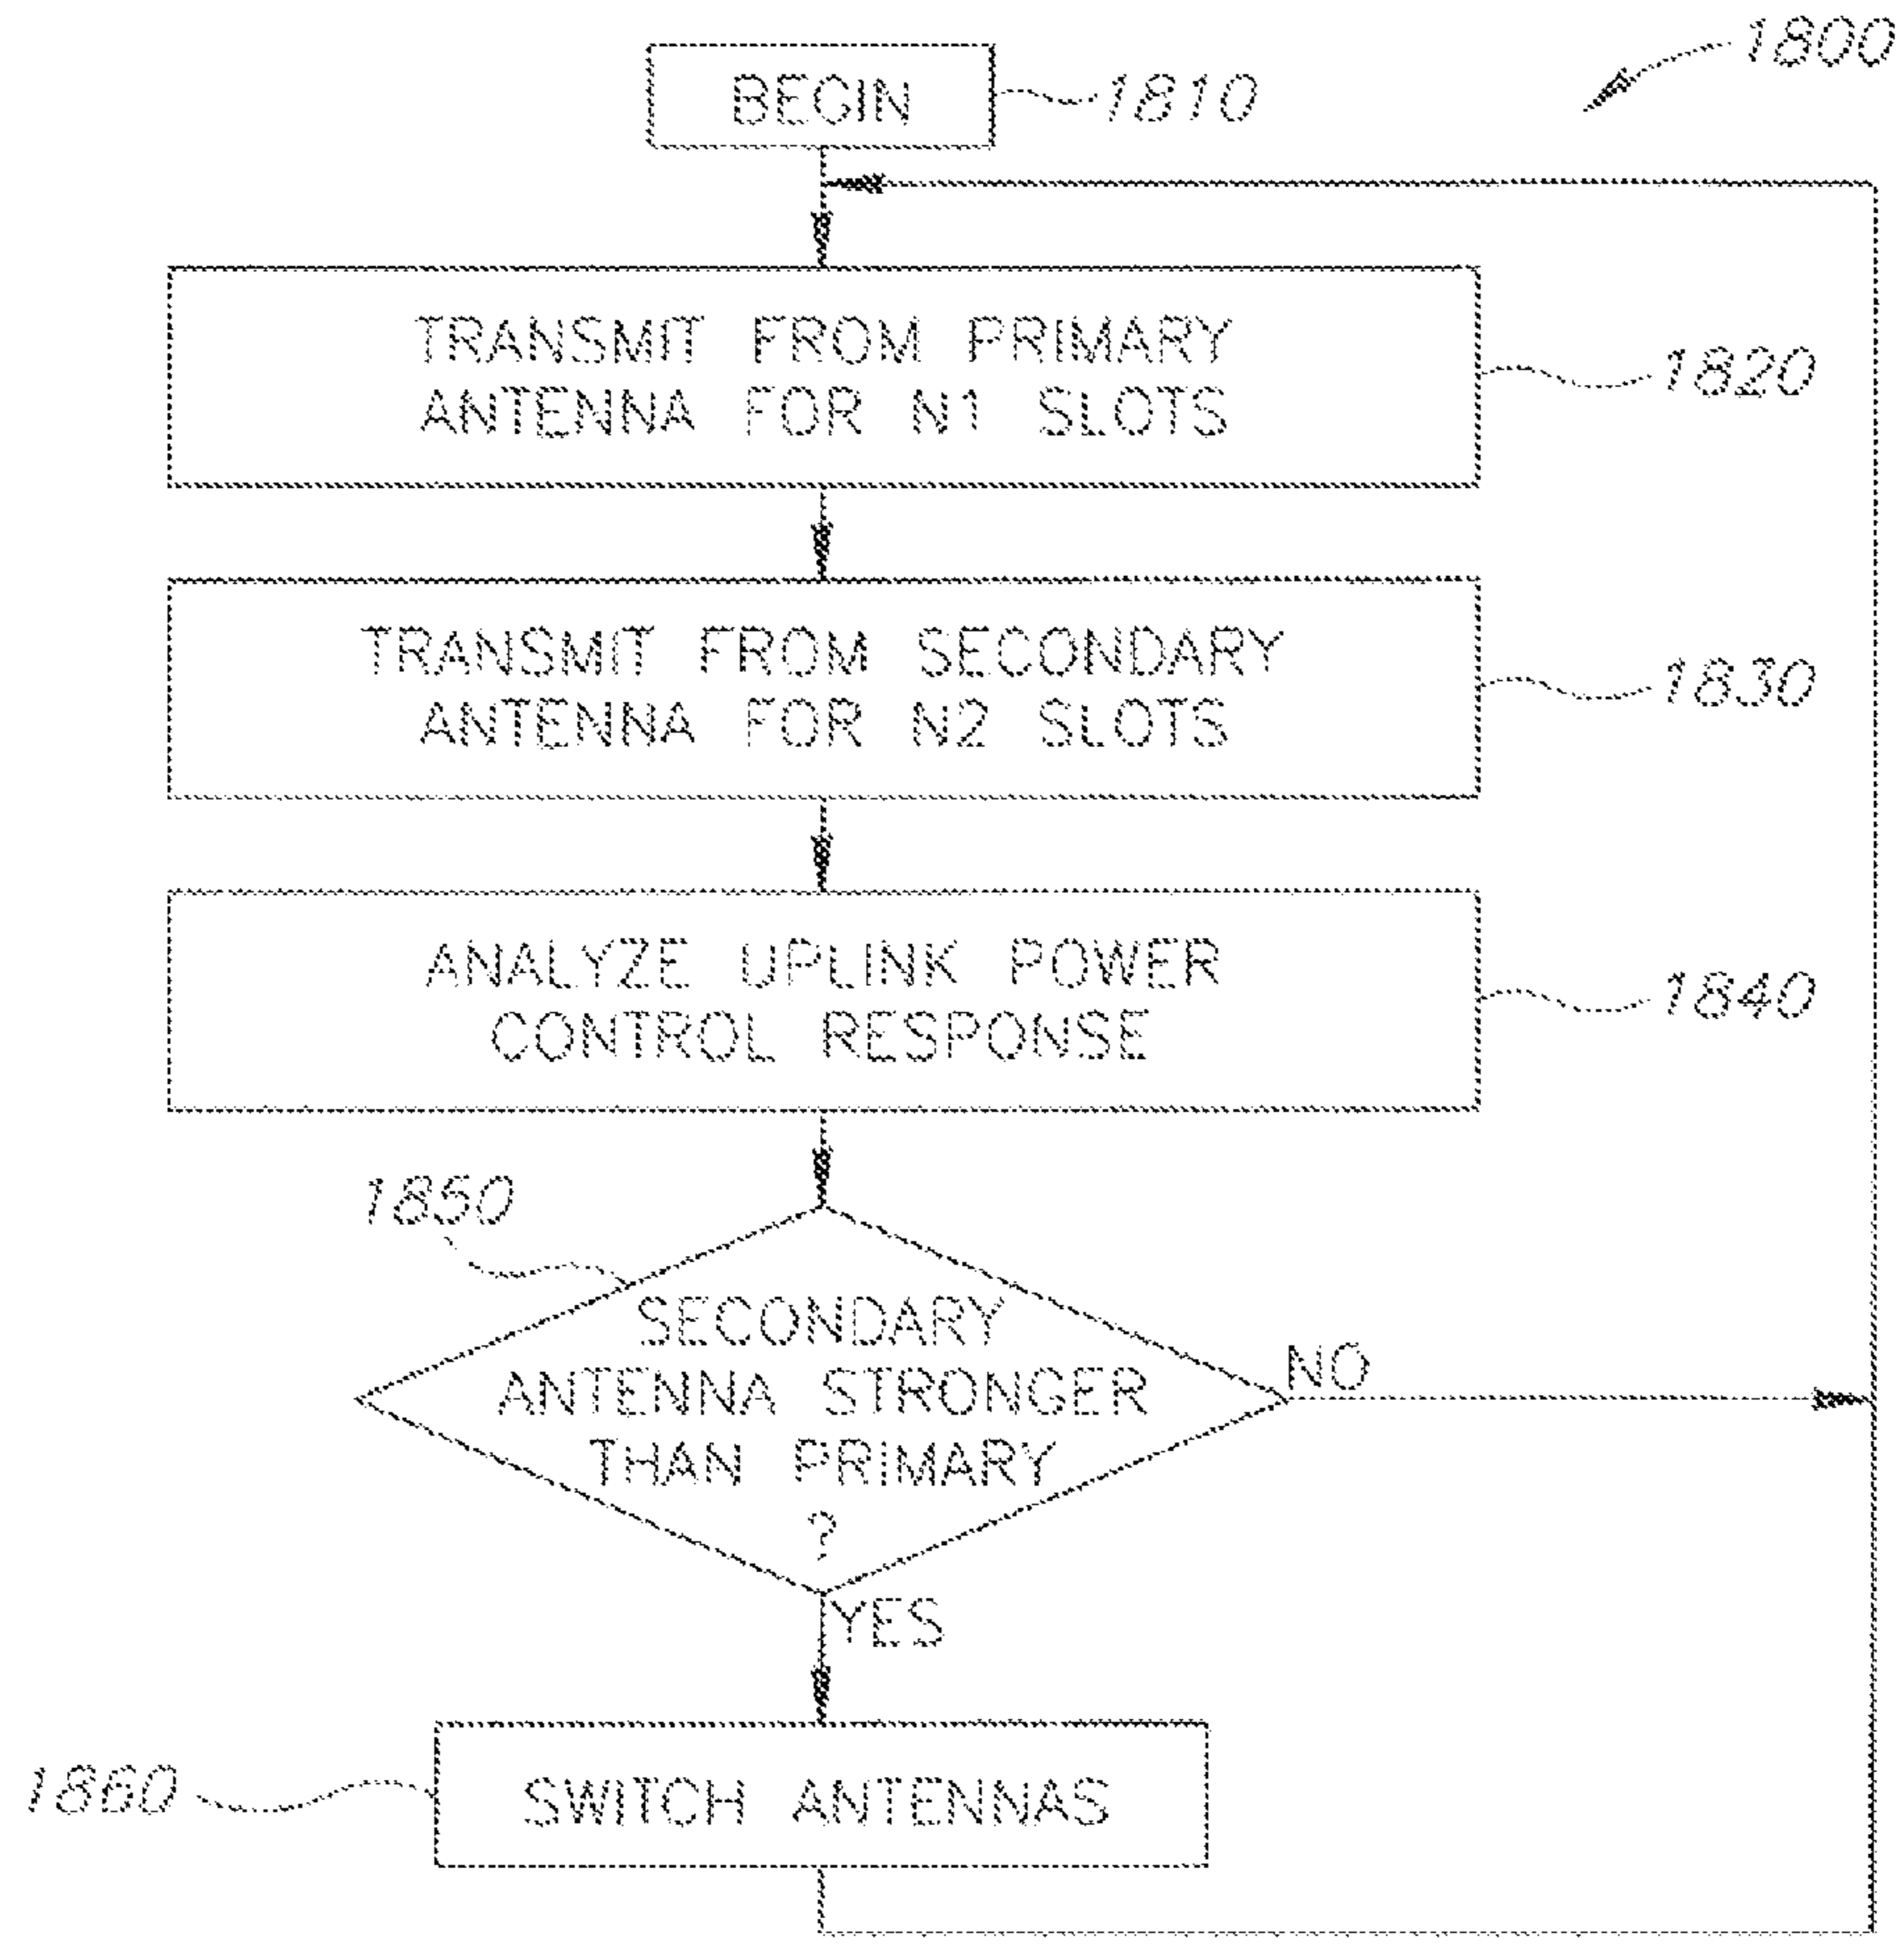 1800
BEGIN
1810
TRANSMIT FROM PRIMARY
ANTENNA FOR N1 SLOTS
1820
TRANSMIT FROM SECONDARY
ANTENNA FOR N2 SLOTS
1830
ANALYZE UPLINK POWER
CONTROL RESPONSE
1840
1850
SECONDARY
ANTENNA STRONGER
THAN PRIMARY
?
NO
YES
1860
SWITCH ANTENNAS